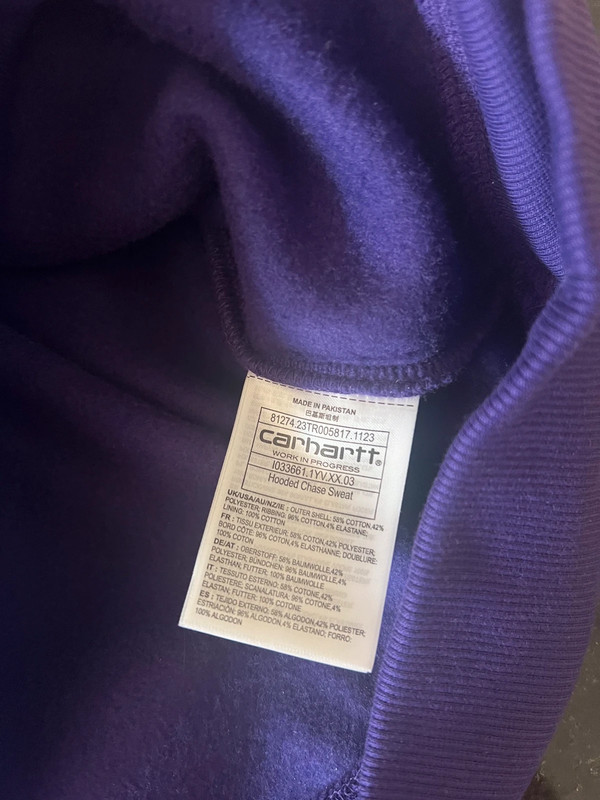 MADE IN PAKISTAN
巴基斯坦制
81274.23TR005817.1123
carhartt®
WORK IN PROGRESS
I033661.1YV.XX.03
Hooded Chase Sweat
UK/USA/AU/NZ/IE : OUTER SHELL: 58% COTTON,42%
POLYESTER; RIBBING: 96% COTTON,4% ELASTANE;
LINING: 100% COTTON
FR : TISSU EXTERIEUR: 58% COTON,42% POLYESTER;
BORD CÔTE: 96% COTON,4% ELASTHANNE; DOUBLURE:
100% COTON
DE/AT : OBERSTOFF: 58% BAUMWOLLE,42%
POLYESTER; BÜNDCHEN: 96% BAUMWOLLE,4%
ELASTHAN; FUTTER: 100% BAUMWOLLE
IT : TESSUTO ESTERNO: 58% COTONE,42%
POLIESTERE; SCANALATURA: 96% COTONE,4%
ELASTAN; FUTTER: 100% COTONE
ES : TEJIDO EXTERNO: 58% ALGODON,42% POLIESTER;
ESTRIACIÓN: 96% ALGODON,4% ELASTANO; FORRO:
100% ALGODON